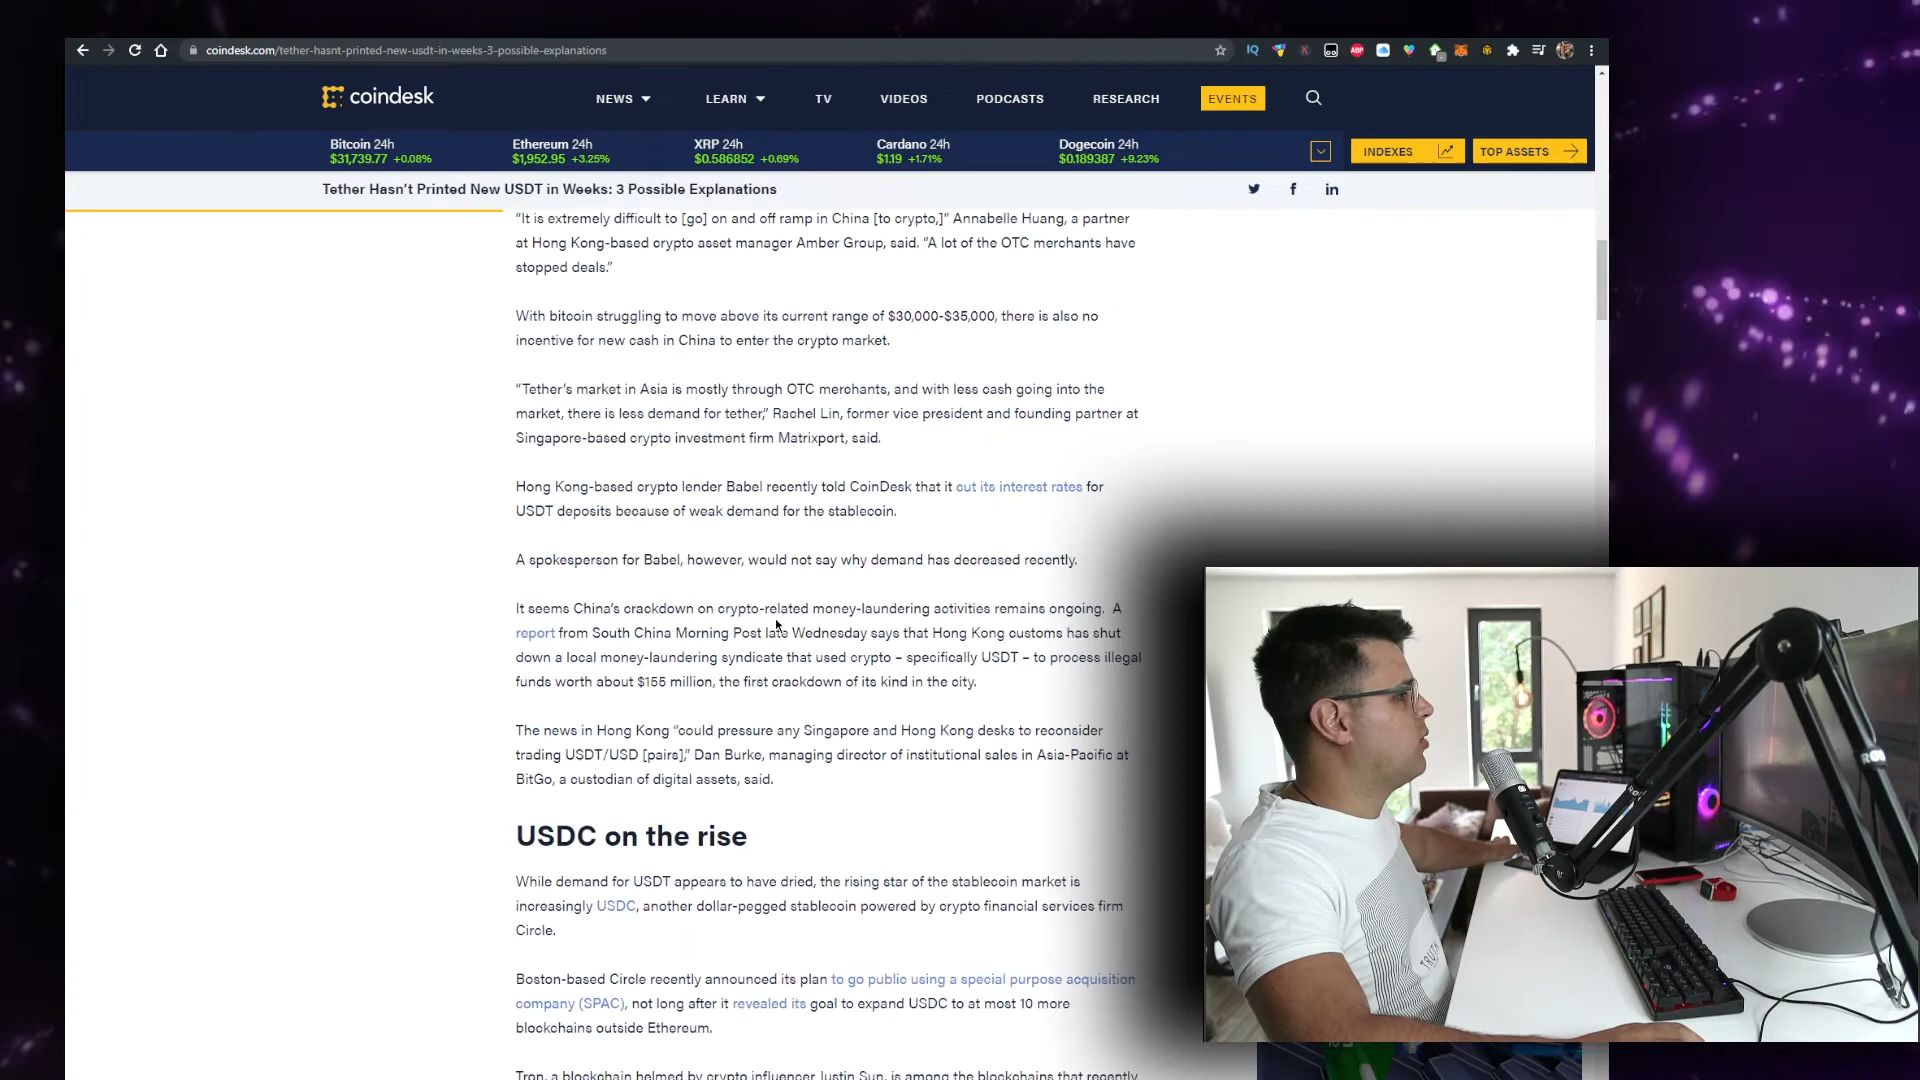 coindesk.com/tether-hasnt-printed-new-usdt-in-weeks-3-possible-explanations
coindesk
NEWS LEARN TV VIDEOS PODCASTS RESEARCH EVENTS
Bitcoin 24h Ethereum 24h XRP 24h Cardano 24h Dogecoin 24h
$31,739.77 +0.08% $1,952.95 +3.25% $0.586852 +0.69% $1.19 +1.71% $0.189387 +9.23%
INDEXES TOP ASSETS
Tether Hasn’t Printed New USDT in Weeks: 3 Possible Explanations
“It is extremely difficult to [go] on and off ramp in China [to crypto,]” Annabelle Huang, a partner
at Hong Kong-based crypto asset manager Amber Group, said. “A lot of the OTC merchants have
stopped deals.”
With bitcoin struggling to move above its current range of $30,000-$35,000, there is also no
incentive for new cash in China to enter the crypto market.
“Tether’s market in Asia is mostly through OTC merchants, and with less cash going into the
market, there is less demand for tether,” Rachel Lin, former vice president and founding partner at
Singapore-based crypto investment firm Matrixport, said.
Hong Kong-based crypto lender Babel recently told CoinDesk that it cut its interest rates for
USDT deposits because of weak demand for the stablecoin.
A spokesperson for Babel, however, would not say why demand has decreased recently.
It seems China’s crackdown on crypto-related money-laundering activities remains ongoing. A
report from South China Morning Post late Wednesday says that Hong Kong customs has shut
down a local money-laundering syndicate that used crypto – specifically USDT – to process illegal
funds worth about $155 million, the first crackdown of its kind in the city.
The news in Hong Kong “could pressure any Singapore and Hong Kong desks to reconsider
trading USDT/USD [pairs],” Dan Burke, managing director of institutional sales in Asia-Pacific at
BitGo, a custodian of digital assets, said.
USDC on the rise
While demand for USDT appears to have dried, the rising star of the stablecoin market is
increasingly USDC, another dollar-pegged stablecoin powered by crypto financial services firm
Circle.
Boston-based Circle recently announced its plan to go public using a special purpose acquisition
company (SPAC), not long after it revealed its goal to expand USDC to at most 10 more
blockchains outside Ethereum.
Tron, a blockchain helmed by crypto influencer Justin Sun, is among the blockchains that recently
TRUTH